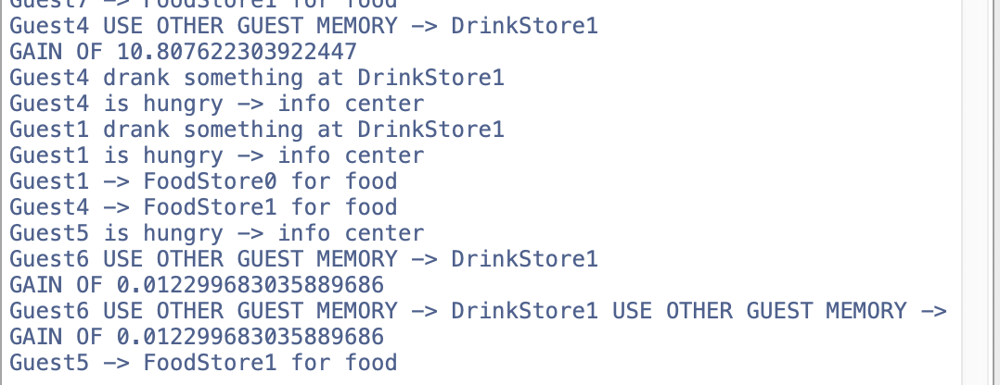 Guest7 -> FoodStore1 for food
Guest4 USE OTHER GUEST MEMORY -> DrinkStore1
GAIN OF 10.807622303922447
Guest4 drank something at DrinkStore1
Guest4 is hungry -> info center
Guest1 drank something at DrinkStore1
Guest1 is hungry -> info center
Guest1 -> FoodStore0 for food
Guest4 -> FoodStore1 for food
Guest5 is hungry -> info center
Guest6 USE OTHER GUEST MEMORY -> DrinkStore1
GAIN OF 0.012299683035889686
Guest6 USE OTHER GUEST MEMORY -> DrinkStore1 USE OTHER GUEST MEMORY ->
GAIN OF 0.012299683035889686
Guest5 -> FoodStore1 for food